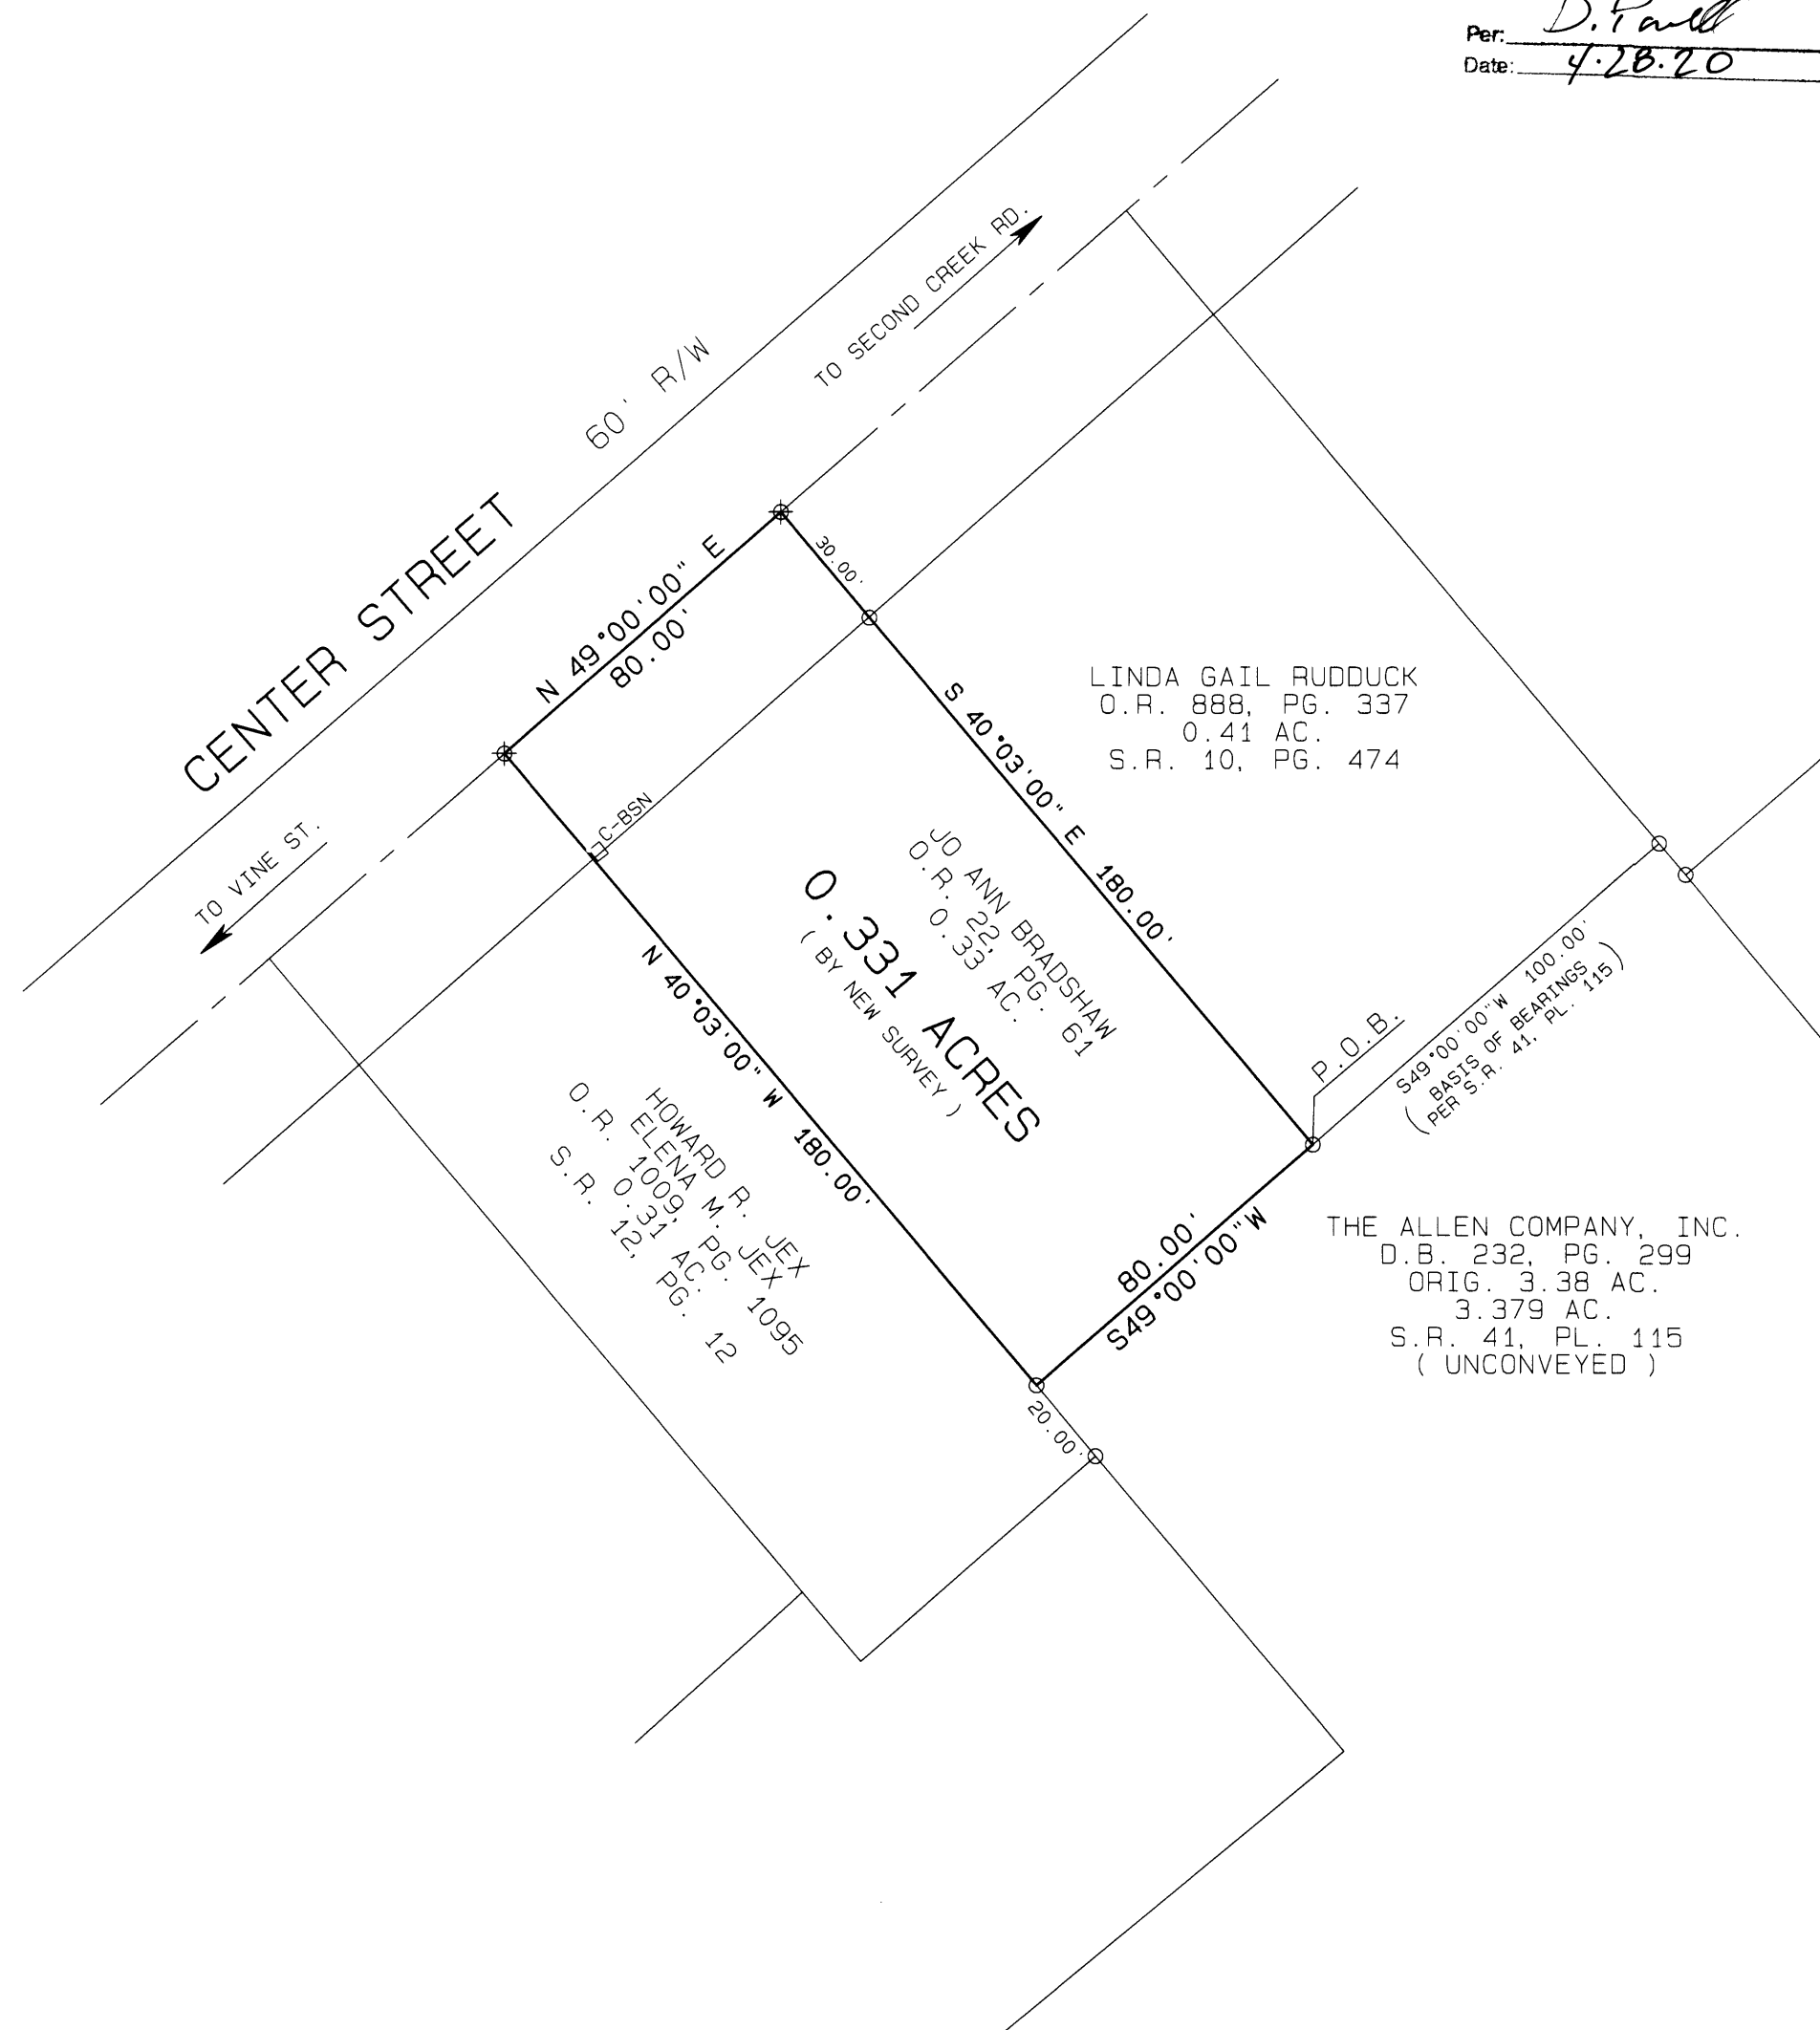 Per: D. Powell
Date: 4.28.20
CENTER STREET
60' R/W
TO SECOND CREEK RD.
TO VINE ST.
N 49°00'00" E
80.00'
30.00'
C-BSN
S 40°03'00" E 180.00'
LINDA GAIL RUDDUCK
O.R. 888, PG. 337
0.41 AC.
S.R. 10, PG. 474
JO ANN BRADSHAW
O.R. 22, PG. 61
0.33 AC.
0.331 ACRES
( BY NEW SURVEY )
N 40°03'00" W 180.00'
HOWARD R. JEX
ELENA M. JEX
O.R. 1009, PG. 1095
0.31 AC.
S.R. 12, PG. 12
P.O.B.
S49°00'00"W 100.00'
( BASIS OF BEARINGS
PER S.R. 41, PL. 115 )
80.00'
S49°00'00"W
20.00'
THE ALLEN COMPANY, INC.
D.B. 232, PG. 299
ORIG. 3.38 AC.
3.379 AC.
S.R. 41, PL. 115
( UNCONVEYED )